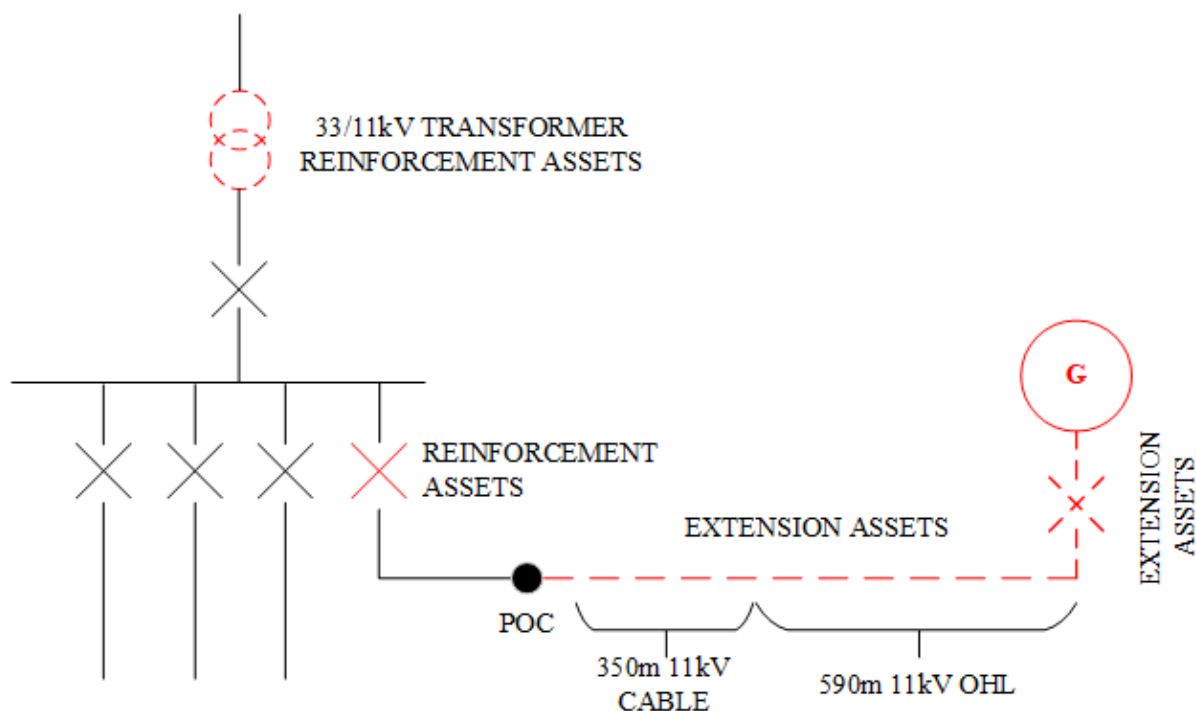 33/11kV TRANSFORMER
REINFORCEMENT ASSETS
G
REINFORCEMENT
ASSETS
EXTENSION ASSETS
EXTENSION
ASSETS
POC
350m 11kV
CABLE
590m 11kV OHL